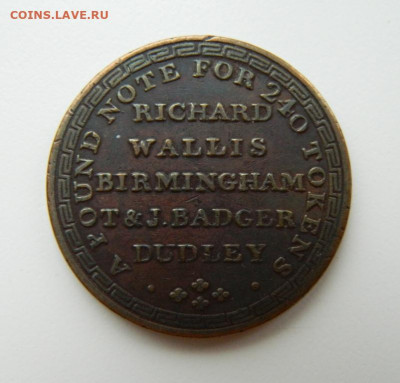 COINS.LAVE.RU
A POUND NOTE FOR 240 TOKENS
RICHARD
WALLIS
BIRMINGHAM
T & J. BADGER
DUDLEY